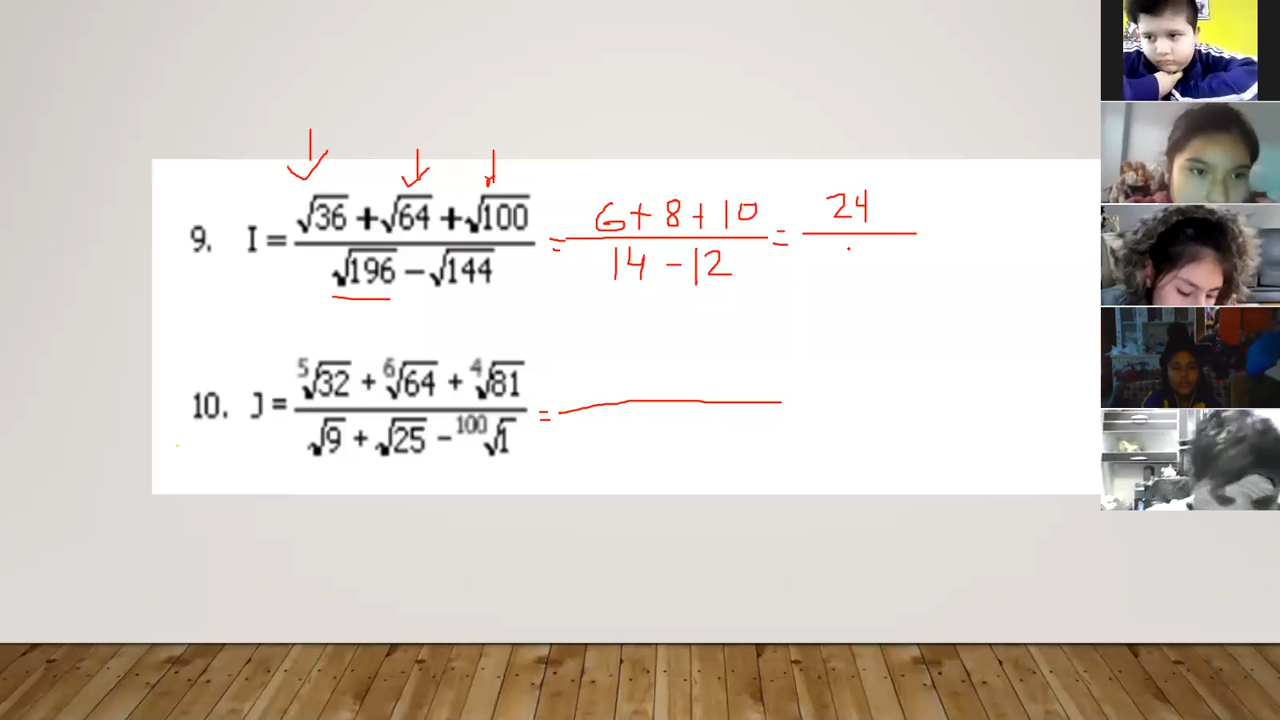 9. I = (√36 + √64 + √100) / (√196 − √144) = (6 + 8 + 10) / (14 − 12) = 24 /
10. J = (⁵√32 + ⁶√64 + ⁴√81) / (√9 + √25 − ¹⁰⁰√1) =